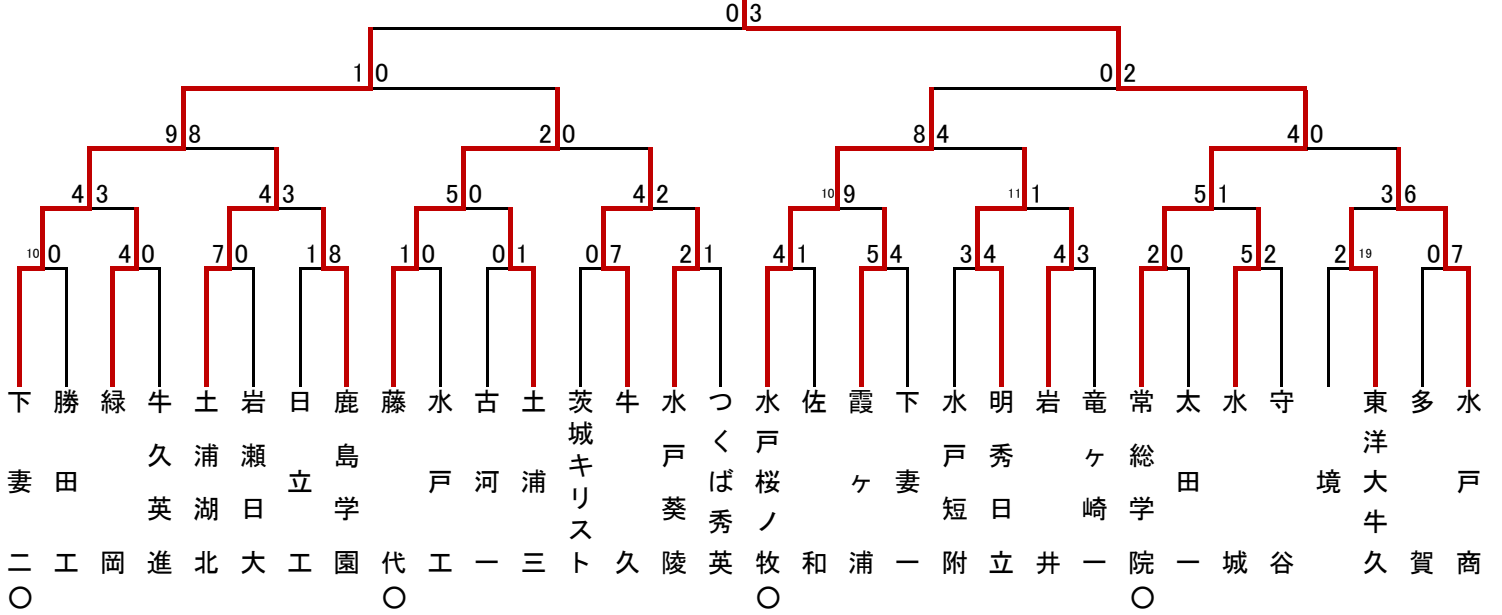 0 3
1 0 0 2
9 8 2 0 8 4 4 0
4 3 4 3 5 0 4 2 10 9 11 1 5 1 3 6
10 0 4 0 7 0 1 8 1 0 0 1 0 7 2 1 4 1 5 4 3 4 4 3 2 0 5 2 2 19 0 7
下妻二
勝田工
緑岡
牛久英進
土浦湖北
岩瀬日大
日立工
鹿島学園
藤代
水戸工
古河一
土浦三
茨城キリスト
牛久
水戸葵陵
つくば秀英
水戸桜ノ牧
佐和
霞ヶ浦
下妻一
水戸短附
明秀日立
岩井
竜ヶ崎一
常総学院
太田一
水城
守谷
境
東洋大牛久
多賀
水戸商
○ ○ ○ ○